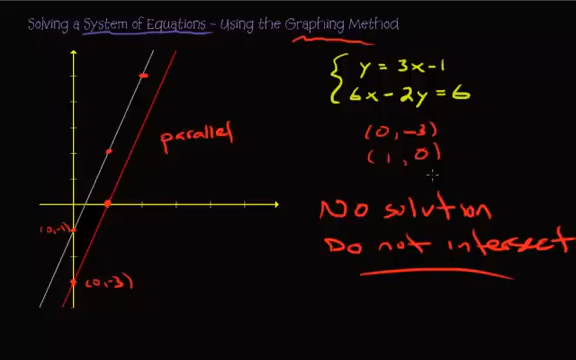 Solving a System of Equations - Using the Graphing Method
y = 3x-1
6x - 2y = 6
(0,-3)
(1,0)
parallel
No solution
Do not intersect
(0,-1)
(0,-3)